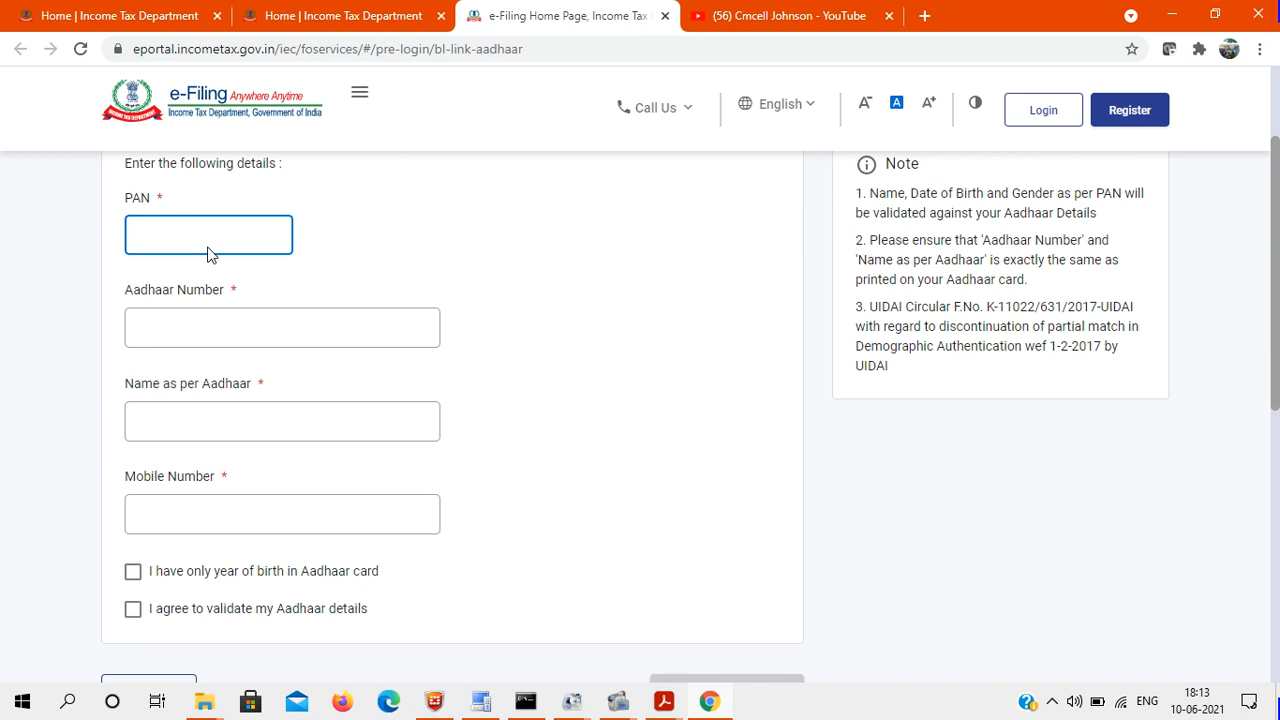 Home | Income Tax Department
Home | Income Tax Department
e-Filing Home Page, Income Tax
(56) Cmcell Johnson - YouTube
eportal.incometax.gov.in/iec/foservices/#/pre-login/bl-link-aadhaar
e-Filing Anywhere Anytime
Income Tax Department, Government of India
Call Us
English
A-
A
A+
Login
Register
Enter the following details :
PAN *
Aadhaar Number *
Name as per Aadhaar *
Mobile Number *
I have only year of birth in Aadhaar card
I agree to validate my Aadhaar details
Note
1. Name, Date of Birth and Gender as per PAN will
be validated against your Aadhaar Details
2. Please ensure that 'Aadhaar Number' and
'Name as per Aadhaar' is exactly the same as
printed on your Aadhaar card.
3. UIDAI Circular F.No. K-11022/631/2017-UIDAI
with regard to discontinuation of partial match in
Demographic Authentication wef 1-2-2017 by
UIDAI
ENG
18:13
10-06-2021